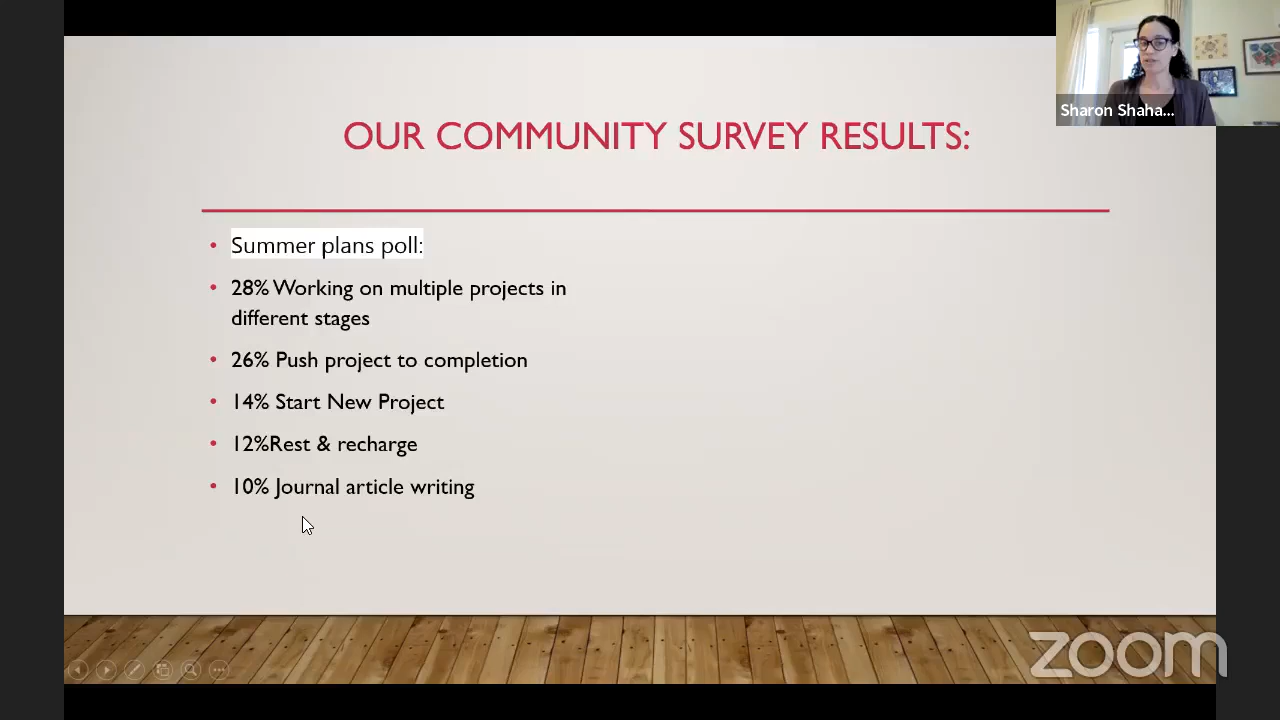 Sharon Shaha...
OUR COMMUNITY SURVEY RESULTS:
• Summer plans poll:
• 28% Working on multiple projects in
different stages
• 26% Push project to completion
• 14% Start New Project
• 12%Rest & recharge
• 10% Journal article writing
zoom